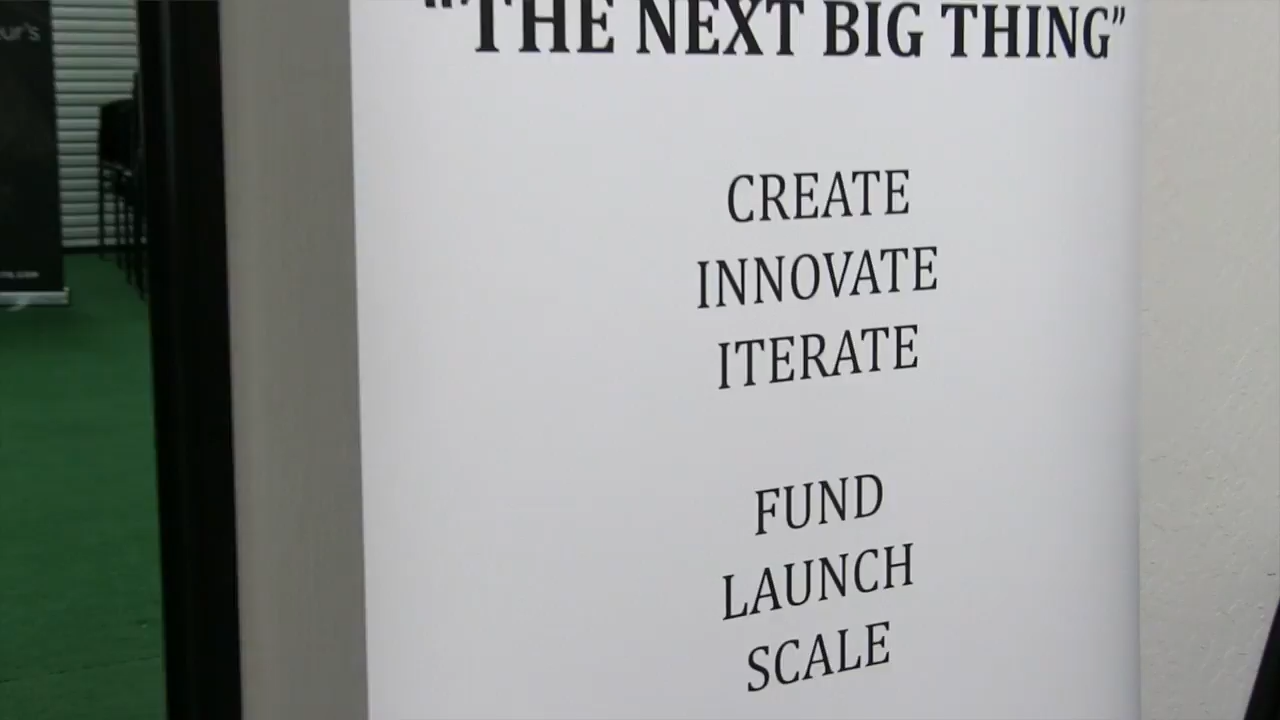 "THE NEXT BIG THING"
CREATE
INNOVATE
ITERATE
FUND
LAUNCH
SCALE